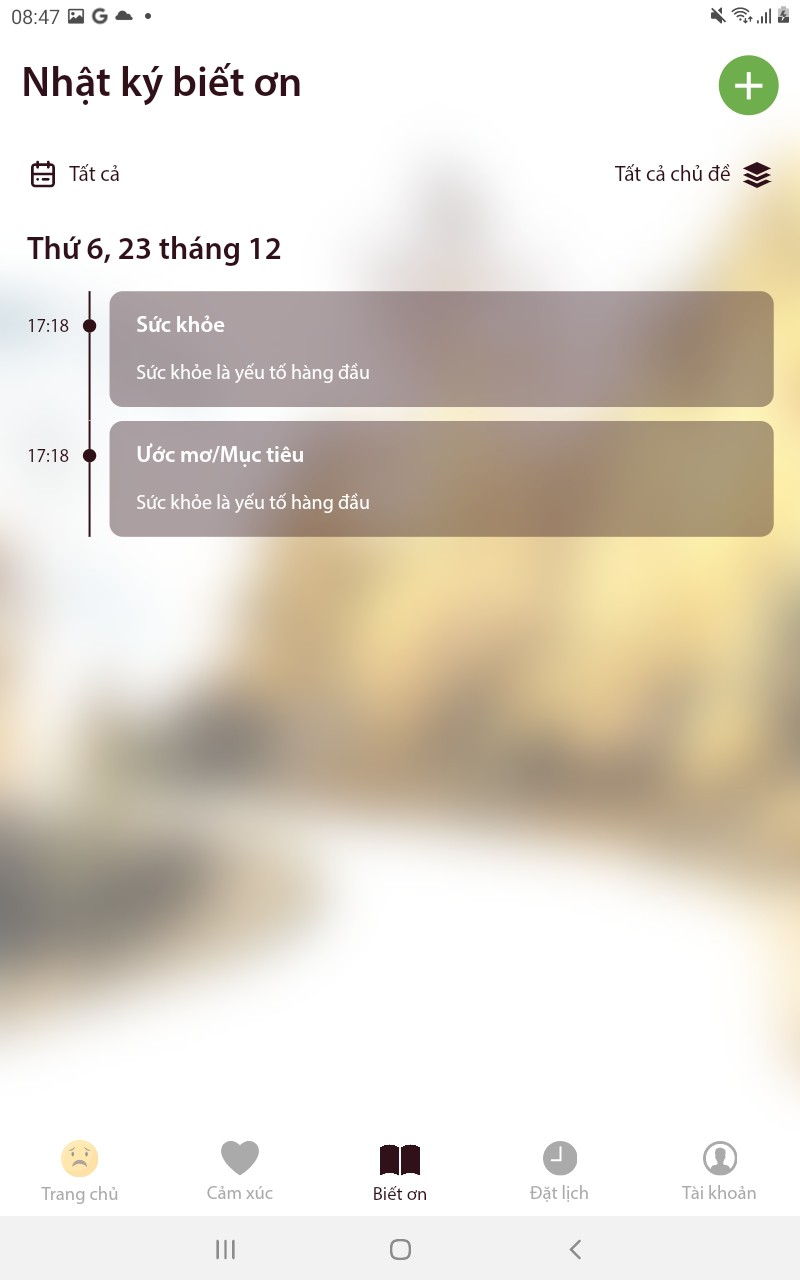 08:47
Nhật ký biết ơn
Tất cả
Tất cả chủ đề
Thứ 6, 23 tháng 12
17:18
Sức khỏe
Sức khỏe là yếu tố hàng đầu
17:18
Ước mơ/Mục tiêu
Sức khỏe là yếu tố hàng đầu
Trang chủ
Cảm xúc
Biết ơn
Đặt lịch
Tài khoản